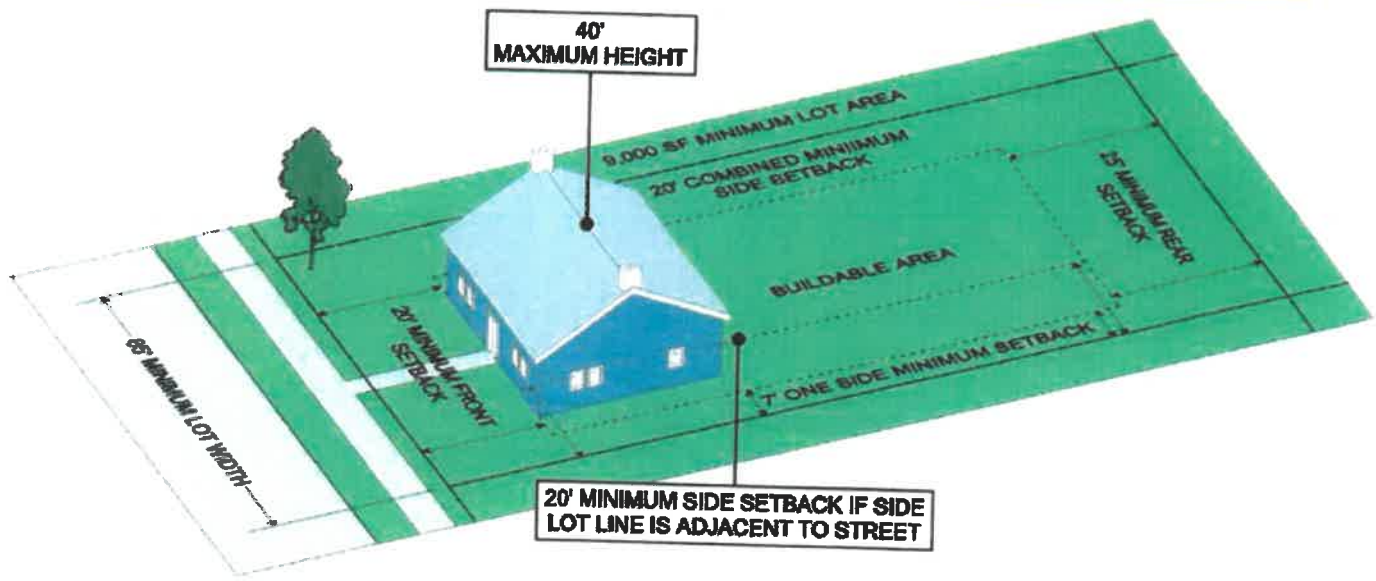 40'
MAXIMUM HEIGHT
9,000 SF MINIMUM LOT AREA
20' COMBINED MINIIMUM
SIDE SETBACK
25' MINIMUM REAR
SETBACK
BUILDABLE AREA
20' MINIMUM FRONT
SETBACK
7' ONE SIDE MINIMUM SETBACK
65' MINIMUM LOT WIDTH
20' MINIMUM SIDE SETBACK IF SIDE
LOT LINE IS ADJACENT TO STREET